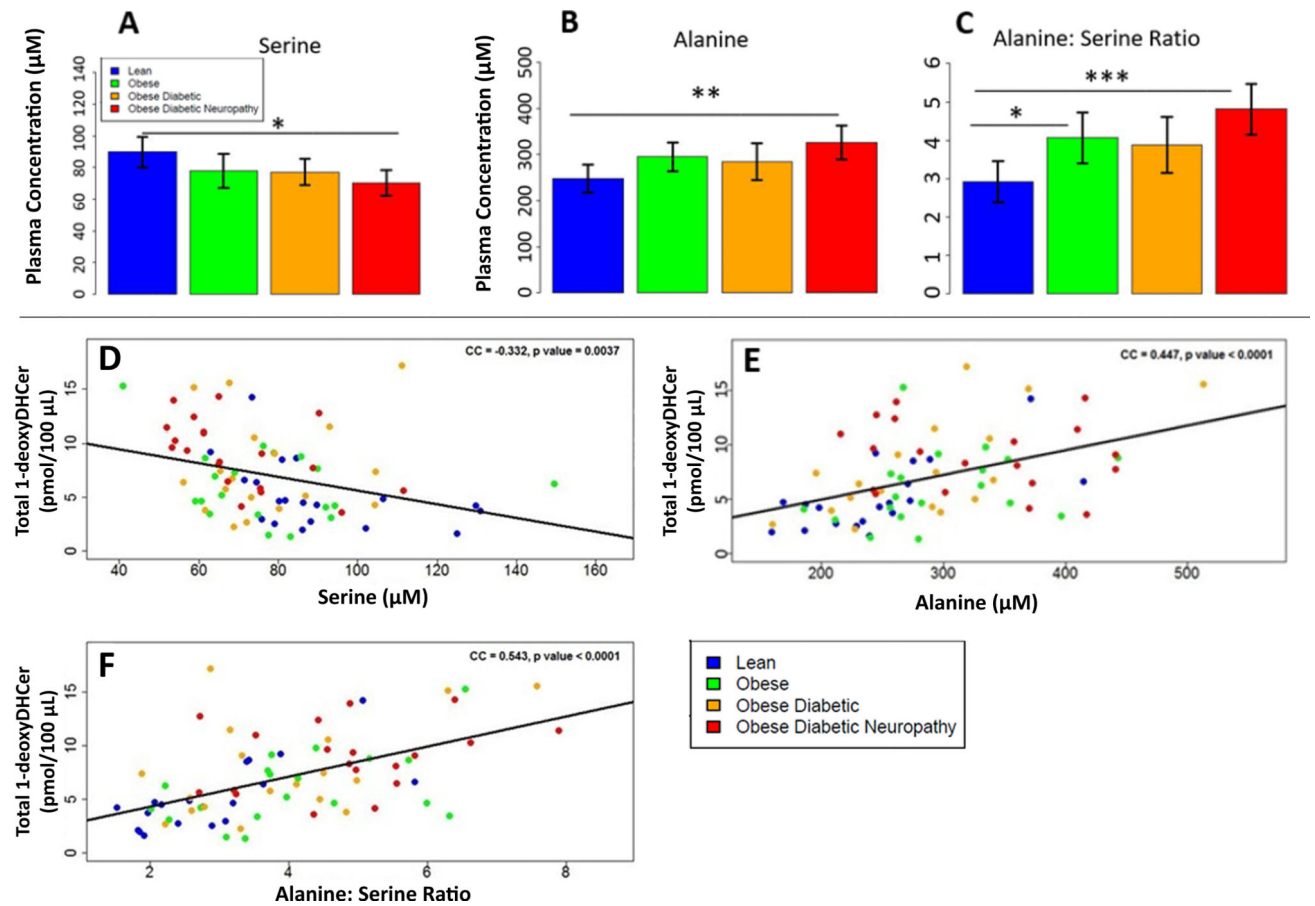 A
Serine
Plasma Concentration (µM)
0
20
40
60
80
100
120
140
Lean
Obese
Obese Diabetic
Obese Diabetic Neuropathy
*
B
Alanine
Plasma Concentration (µM)
0
100
200
300
400
500
**
C
Alanine: Serine Ratio
0
1
2
3
4
5
6
*
***
D
CC = -0.332, p value = 0.0037
Total 1-deoxyDHCer
(pmol/100 µL)
0
5
10
15
40 60 80 100 120 140 160
Serine (µM)
E
CC = 0.447, p value < 0.0001
Total 1-deoxyDHCer
(pmol/100 µL)
0
5
10
15
200 300 400 500
Alanine (µM)
F
CC = 0.543, p value < 0.0001
Total 1-deoxyDHCer
(pmol/100 µL)
0
5
10
15
2 4 6 8
Alanine: Serine Ratio
Lean
Obese
Obese Diabetic
Obese Diabetic Neuropathy